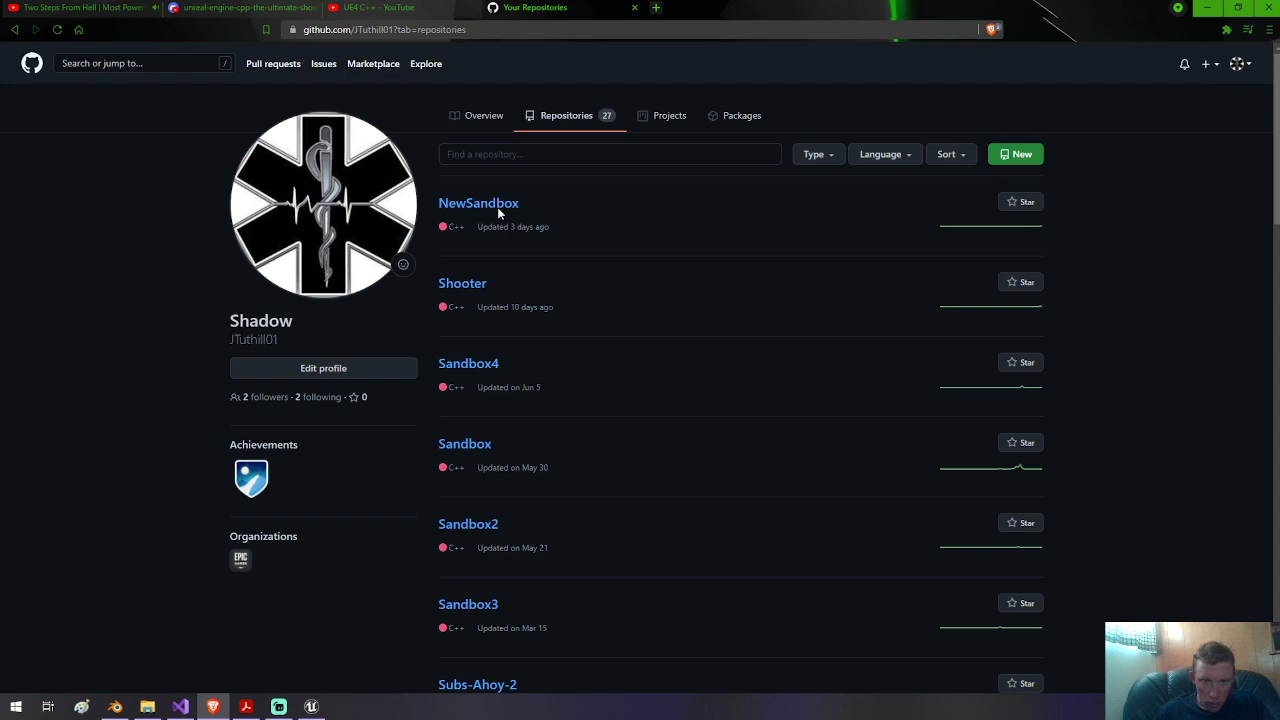 Two Steps From Hell | Most Power
unreal-engine-cpp-the-ultimate-sho
UE4 C++ - YouTube
Your Repositories
github.com/JTuthill01?tab=repositories
Search or jump to...
/
Pull requests
Issues
Marketplace
Explore
Overview
Repositories 27
Projects
Packages
Find a repository...
Type
Language
Sort
New
NewSandbox
Star
C++ Updated 3 days ago
Shooter
Star
C++ Updated 10 days ago
Shadow
JTuthill01
Edit profile
2 followers · 2 following · 0
Sandbox4
Star
C++ Updated on Jun 5
Achievements
Sandbox
Star
C++ Updated on May 30
Organizations
EPIC
GAMES
Sandbox2
Star
C++ Updated on May 21
Sandbox3
Star
C++ Updated on Mar 15
Subs-Ahoy-2
Star